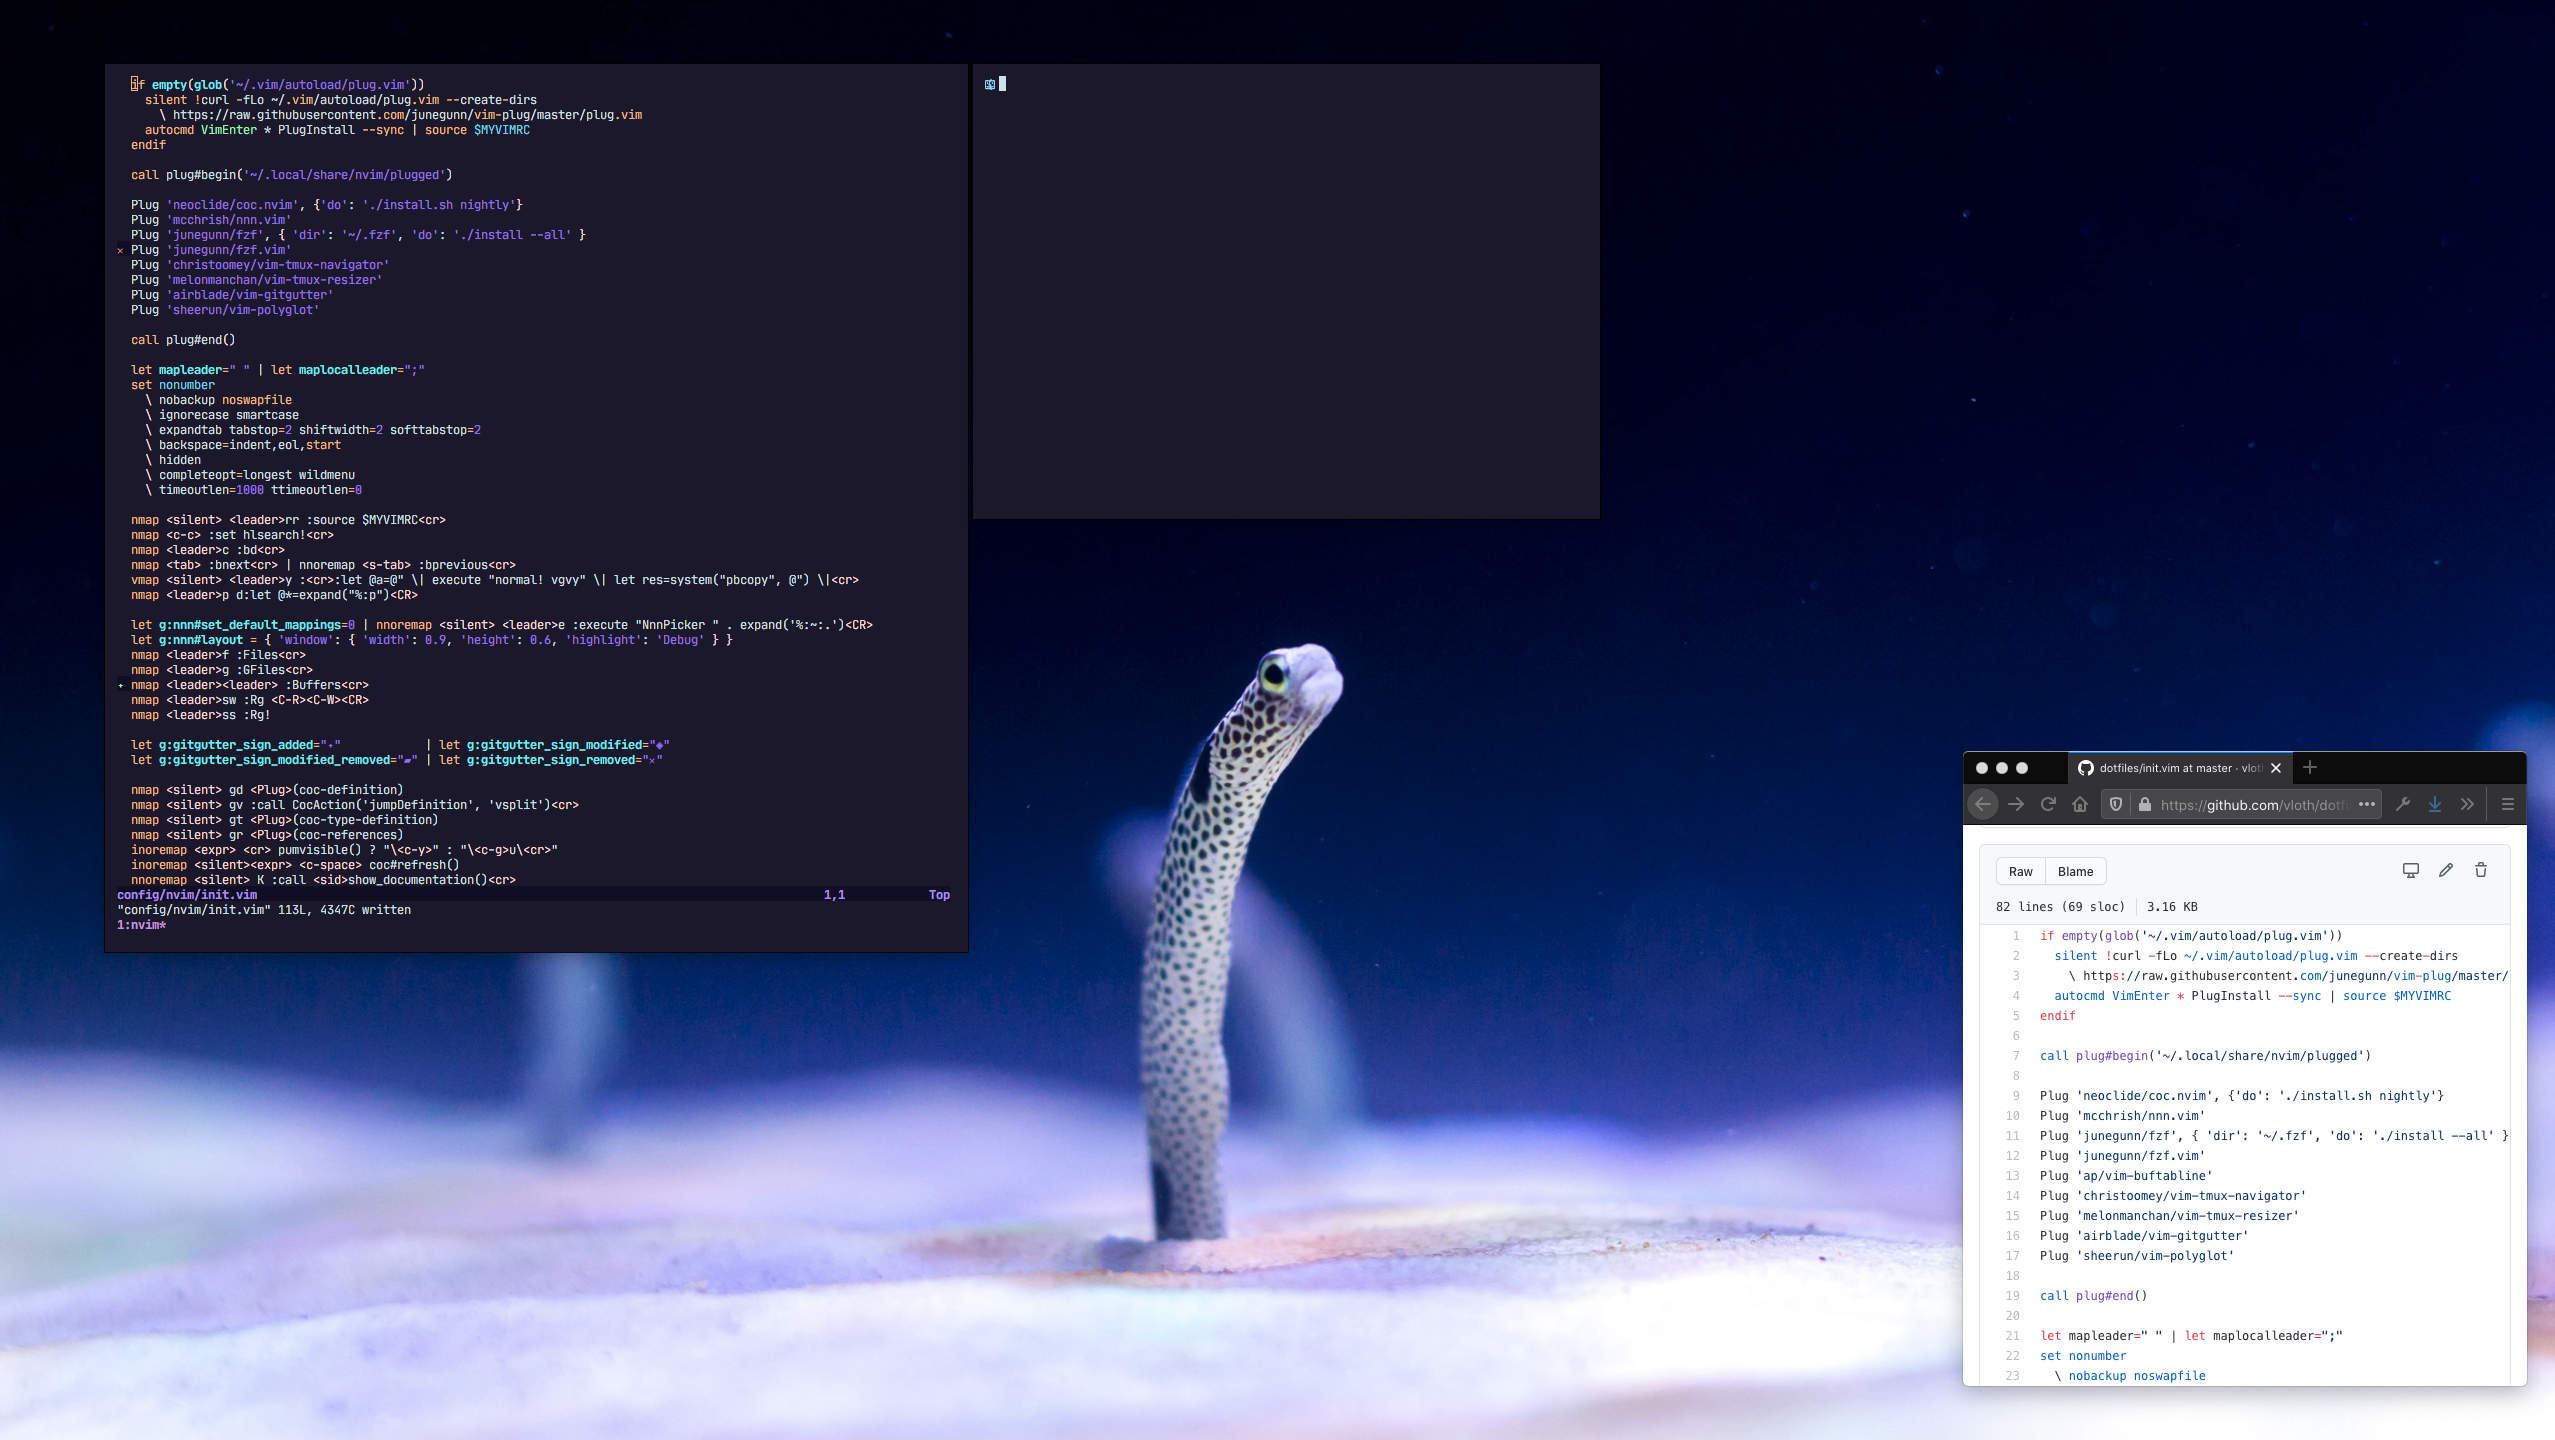 if empty(glob('~/.vim/autoload/plug.vim'))
  silent !curl -fLo ~/.vim/autoload/plug.vim --create-dirs
    \ https://raw.githubusercontent.com/junegunn/vim-plug/master/plug.vim
  autocmd VimEnter * PlugInstall --sync | source $MYVIMRC
endif
call plug#begin('~/.local/share/nvim/plugged')
Plug 'neoclide/coc.nvim', {'do': './install.sh nightly'}
Plug 'mcchrish/nnn.vim'
Plug 'junegunn/fzf', { 'dir': '~/.fzf', 'do': './install --all' }
× Plug 'junegunn/fzf.vim'
Plug 'christoomey/vim-tmux-navigator'
Plug 'melonmanchan/vim-tmux-resizer'
Plug 'airblade/vim-gitgutter'
Plug 'sheerun/vim-polyglot'
call plug#end()
let mapleader=" " | let maplocalleader=";"
set nonumber
  \ nobackup noswapfile
  \ ignorecase smartcase
  \ expandtab tabstop=2 shiftwidth=2 softtabstop=2
  \ backspace=indent,eol,start
  \ hidden
  \ completeopt=longest wildmenu
  \ timeoutlen=1000 ttimeoutlen=0
nmap <silent> <leader>rr :source $MYVIMRC<cr>
nmap <c-c> :set hlsearch!<cr>
nmap <leader>c :bd<cr>
nmap <tab> :bnext<cr> | nnoremap <s-tab> :bprevious<cr>
vmap <silent> <leader>y :<cr>:let @a=@" \| execute "normal! vgvy" \| let res=system("pbcopy", @") \|<cr>
nmap <leader>p d:let @*=expand("%:p")<CR>
let g:nnn#set_default_mappings=0 | nnoremap <silent> <leader>e :execute "NnnPicker " . expand('%:~:.')<CR>
let g:nnn#layout = { 'window': { 'width': 0.9, 'height': 0.6, 'highlight': 'Debug' } }
nmap <leader>f :Files<cr>
nmap <leader>g :GFiles<cr>
nmap <leader><leader> :Buffers<cr>
nmap <leader>sw :Rg <C-R><C-W><CR>
nmap <leader>ss :Rg!
let g:gitgutter_sign_added="✦" | let g:gitgutter_sign_modified="◈"
let g:gitgutter_sign_modified_removed="▰" | let g:gitgutter_sign_removed="×"
nmap <silent> gd <Plug>(coc-definition)
nmap <silent> gv :call CocAction('jumpDefinition', 'vsplit')<cr>
nmap <silent> gt <Plug>(coc-type-definition)
nmap <silent> gr <Plug>(coc-references)
inoremap <expr> <cr> pumvisible() ? "\<c-y>" : "\<c-g>u\<cr>"
inoremap <silent><expr> <c-space> coc#refresh()
nnoremap <silent> K :call <sid>show_documentation()<cr>
config/nvim/init.vim 1,1 Top
"config/nvim/init.vim" 113L, 4347C written
1:nvim*
dotfiles/init.vim at master · vlot
https://github.com/vloth/dotfi
Raw Blame
82 lines (69 sloc) 3.16 KB
1 if empty(glob('~/.vim/autoload/plug.vim'))
2   silent !curl -fLo ~/.vim/autoload/plug.vim --create-dirs
3     \ https://raw.githubusercontent.com/junegunn/vim-plug/master/
4   autocmd VimEnter * PlugInstall --sync | source $MYVIMRC
5 endif
6
7 call plug#begin('~/.local/share/nvim/plugged')
8
9 Plug 'neoclide/coc.nvim', {'do': './install.sh nightly'}
10 Plug 'mcchrish/nnn.vim'
11 Plug 'junegunn/fzf', { 'dir': '~/.fzf', 'do': './install --all' }
12 Plug 'junegunn/fzf.vim'
13 Plug 'ap/vim-buftabline'
14 Plug 'christoomey/vim-tmux-navigator'
15 Plug 'melonmanchan/vim-tmux-resizer'
16 Plug 'airblade/vim-gitgutter'
17 Plug 'sheerun/vim-polyglot'
18
19 call plug#end()
20
21 let mapleader=" " | let maplocalleader=";"
22 set nonumber
23   \ nobackup noswapfile